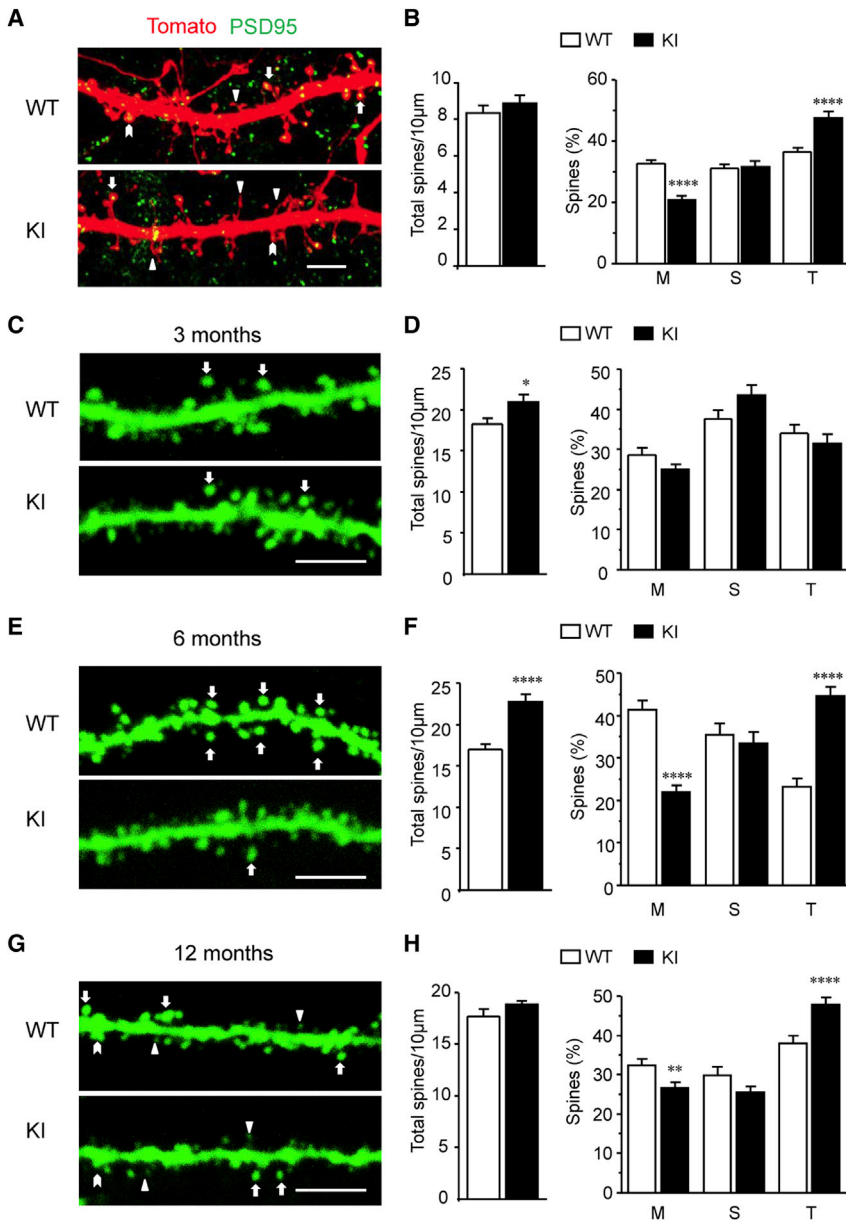 A
Tomato PSD95
WT
KI
B
WT KI
Total spines/10µm
10
8
6
4
2
0
Spines (%)
60
40
20
0
****
****
M S T
C
3 months
WT
KI
D
WT KI
Total spines/10µm
25
20
15
10
5
0
*
Spines (%)
50
40
30
20
10
0
M S T
E
6 months
WT
KI
F
WT KI
Total spines/10µm
25
20
15
10
5
0
****
Spines (%)
50
40
30
20
10
0
****
****
M S T
G
12 months
WT
KI
H
WT KI
Total spines/10µm
20
15
10
5
0
Spines (%)
50
40
30
20
10
0
**
****
M S T